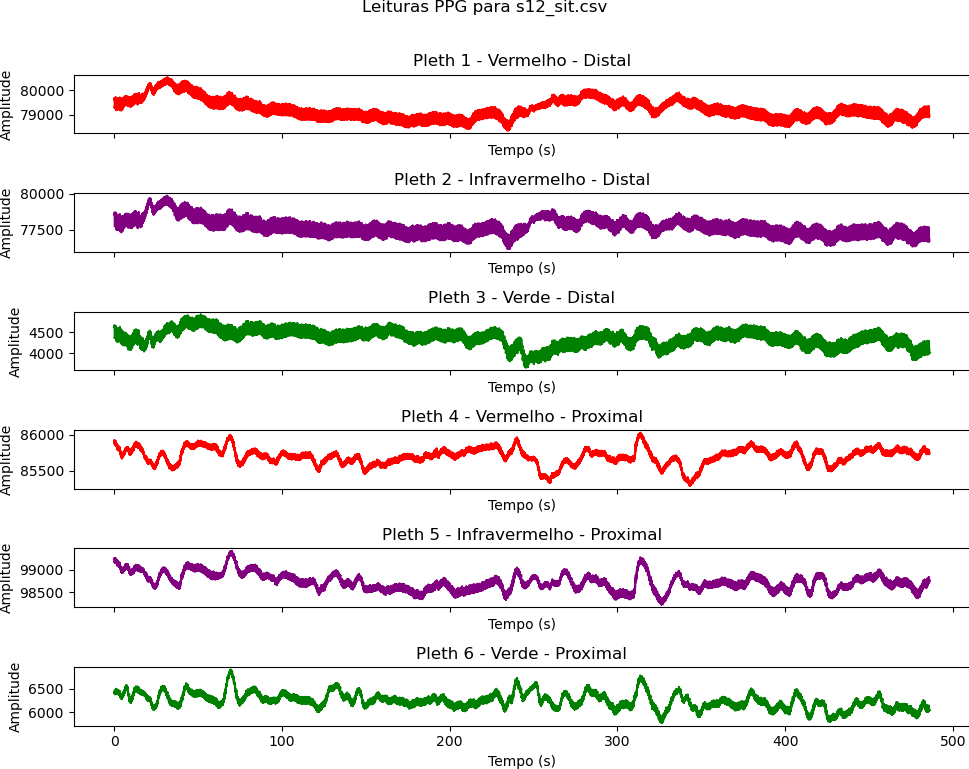 Leituras PPG para s12_sit.csv
Pleth 1 - Vermelho - Distal
Amplitude
80000
79000
Tempo (s)
Pleth 2 - Infravermelho - Distal
Amplitude
80000
77500
Tempo (s)
Pleth 3 - Verde - Distal
Amplitude
4500
4000
Tempo (s)
Pleth 4 - Vermelho - Proximal
Amplitude
86000
85500
Tempo (s)
Pleth 5 - Infravermelho - Proximal
Amplitude
99000
98500
Tempo (s)
Pleth 6 - Verde - Proximal
Amplitude
6500
6000
0 100 200 300 400 500
Tempo (s)